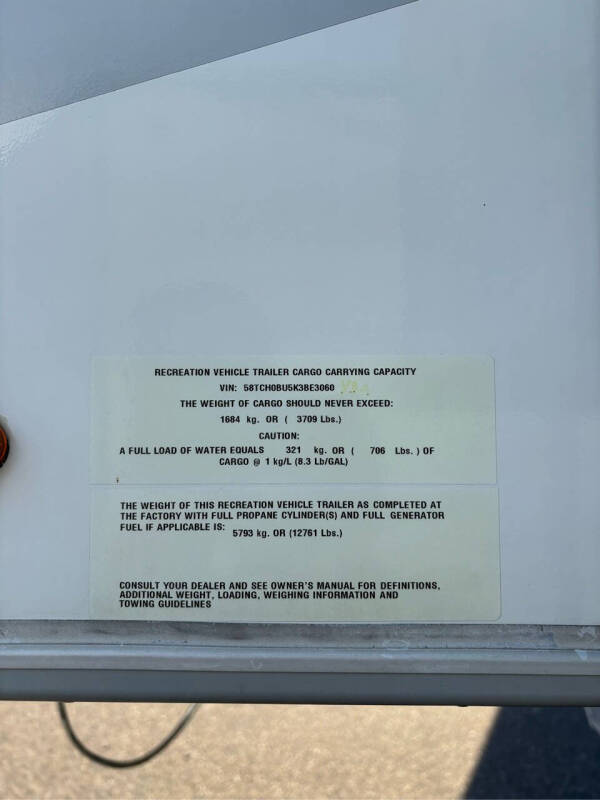 RECREATION VEHICLE TRAILER CARGO CARRYING CAPACITY
VIN: 58TCH0BU5K3BE3060
THE WEIGHT OF CARGO SHOULD NEVER EXCEED:
1684 kg. OR ( 3709 Lbs.)
CAUTION:
A FULL LOAD OF WATER EQUALS 321 kg. OR ( 706 Lbs. ) OF
CARGO @ 1 kg/L (8.3 Lb/GAL)
THE WEIGHT OF THIS RECREATION VEHICLE TRAILER AS COMPLETED AT
THE FACTORY WITH FULL PROPANE CYLINDER(S) AND FULL GENERATOR
FUEL IF APPLICABLE IS: 5793 kg. OR (12761 Lbs.)
CONSULT YOUR DEALER AND SEE OWNER'S MANUAL FOR DEFINITIONS,
ADDITIONAL WEIGHT, LOADING, WEIGHING INFORMATION AND
TOWING GUIDELINES